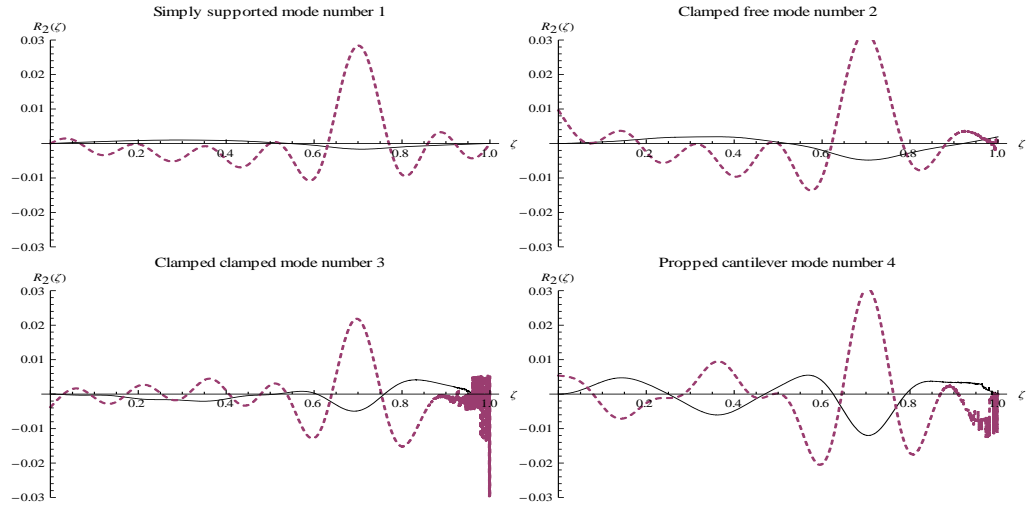 Simply supported mode number 1
R₂(ζ)
0.03
0.02
0.01
−0.01
−0.02
−0.03
0.2 0.4 0.6 0.8 1.0 ζ
Clamped free mode number 2
R₂(ζ)
0.03
0.02
0.01
−0.01
−0.02
−0.03
0.2 0.4 0.6 0.8 1.0 ζ
Clamped clamped mode number 3
R₂(ζ)
0.03
0.02
0.01
−0.01
−0.02
−0.03
0.2 0.4 0.6 0.8 1.0 ζ
Propped cantilever mode number 4
R₂(ζ)
0.03
0.02
0.01
−0.01
−0.02
−0.03
0.2 0.4 0.6 0.8 1.0 ζ